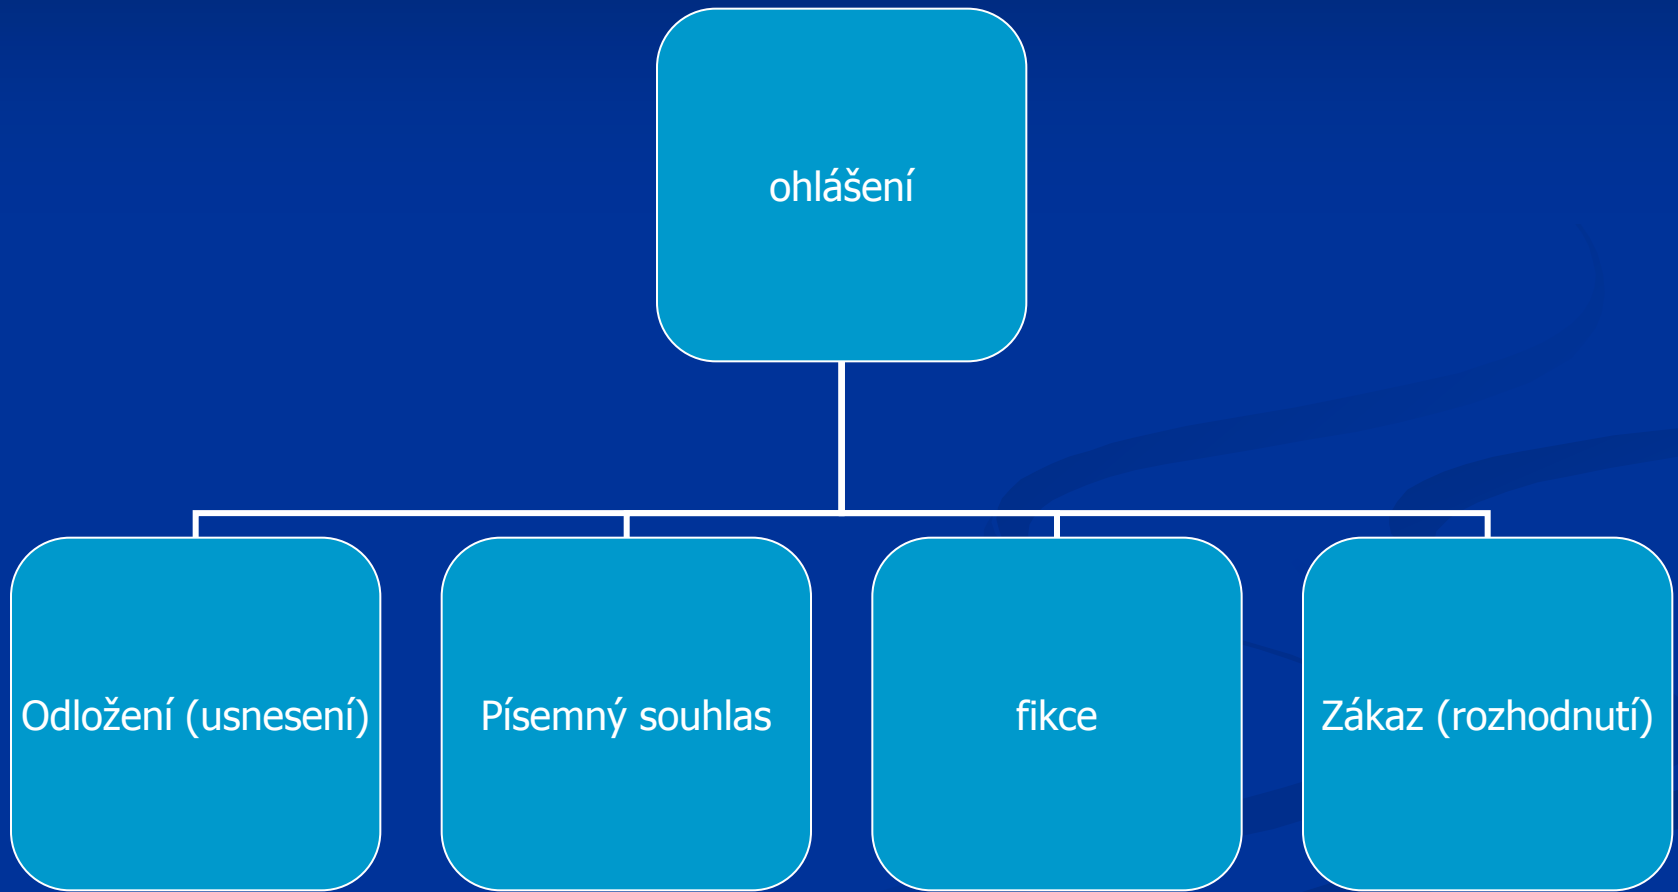 ohlášení
Odložení (usnesení)
Písemný souhlas
fikce
Zákaz (rozhodnutí)